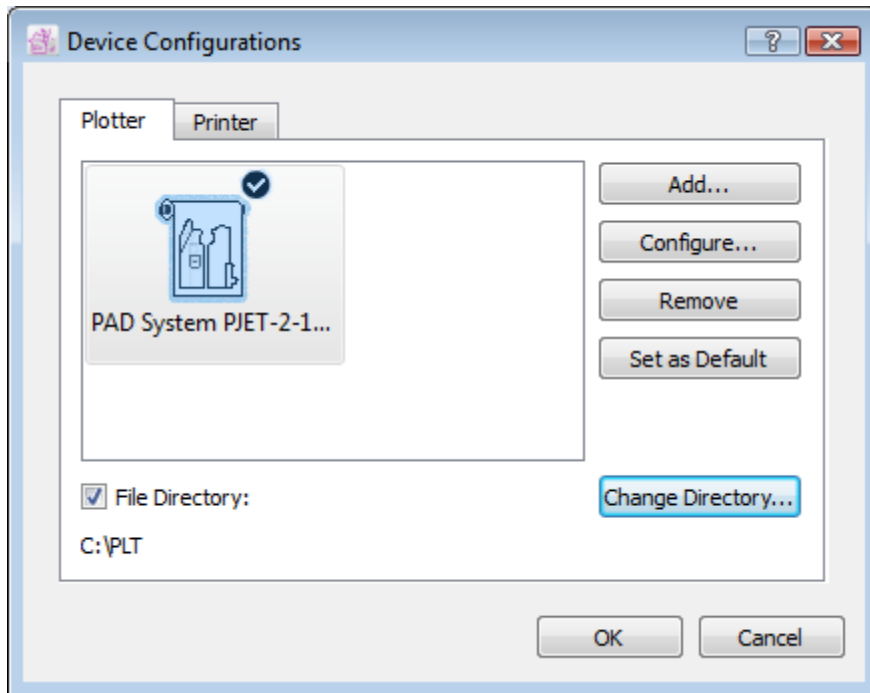 Device Configurations
Plotter
Printer
Add...
Configure...
Remove
PAD System PJET-2-1...
Set as Default
File Directory:
Change Directory...
C:\PLT
OK
Cancel